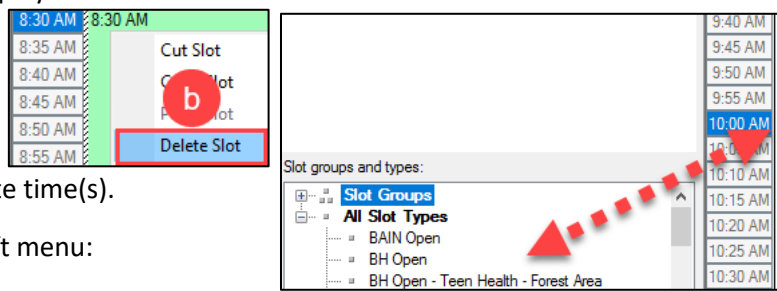 8:30 AM 8:30 AM
8:35 AM
8:40 AM
8:45 AM
8:50 AM
8:55 AM
Cut Slot
b
Delete Slot
9:40 AM
9:45 AM
9:50 AM
9:55 AM
10:00 AM
10:10 AM
10:15 AM
10:20 AM
10:25 AM
10:30 AM
Slot groups and types:
Slot Groups
All Slot Types
BAIN Open
BH Open
BH Open - Teen Health - Forest Area
time(s).
menu: